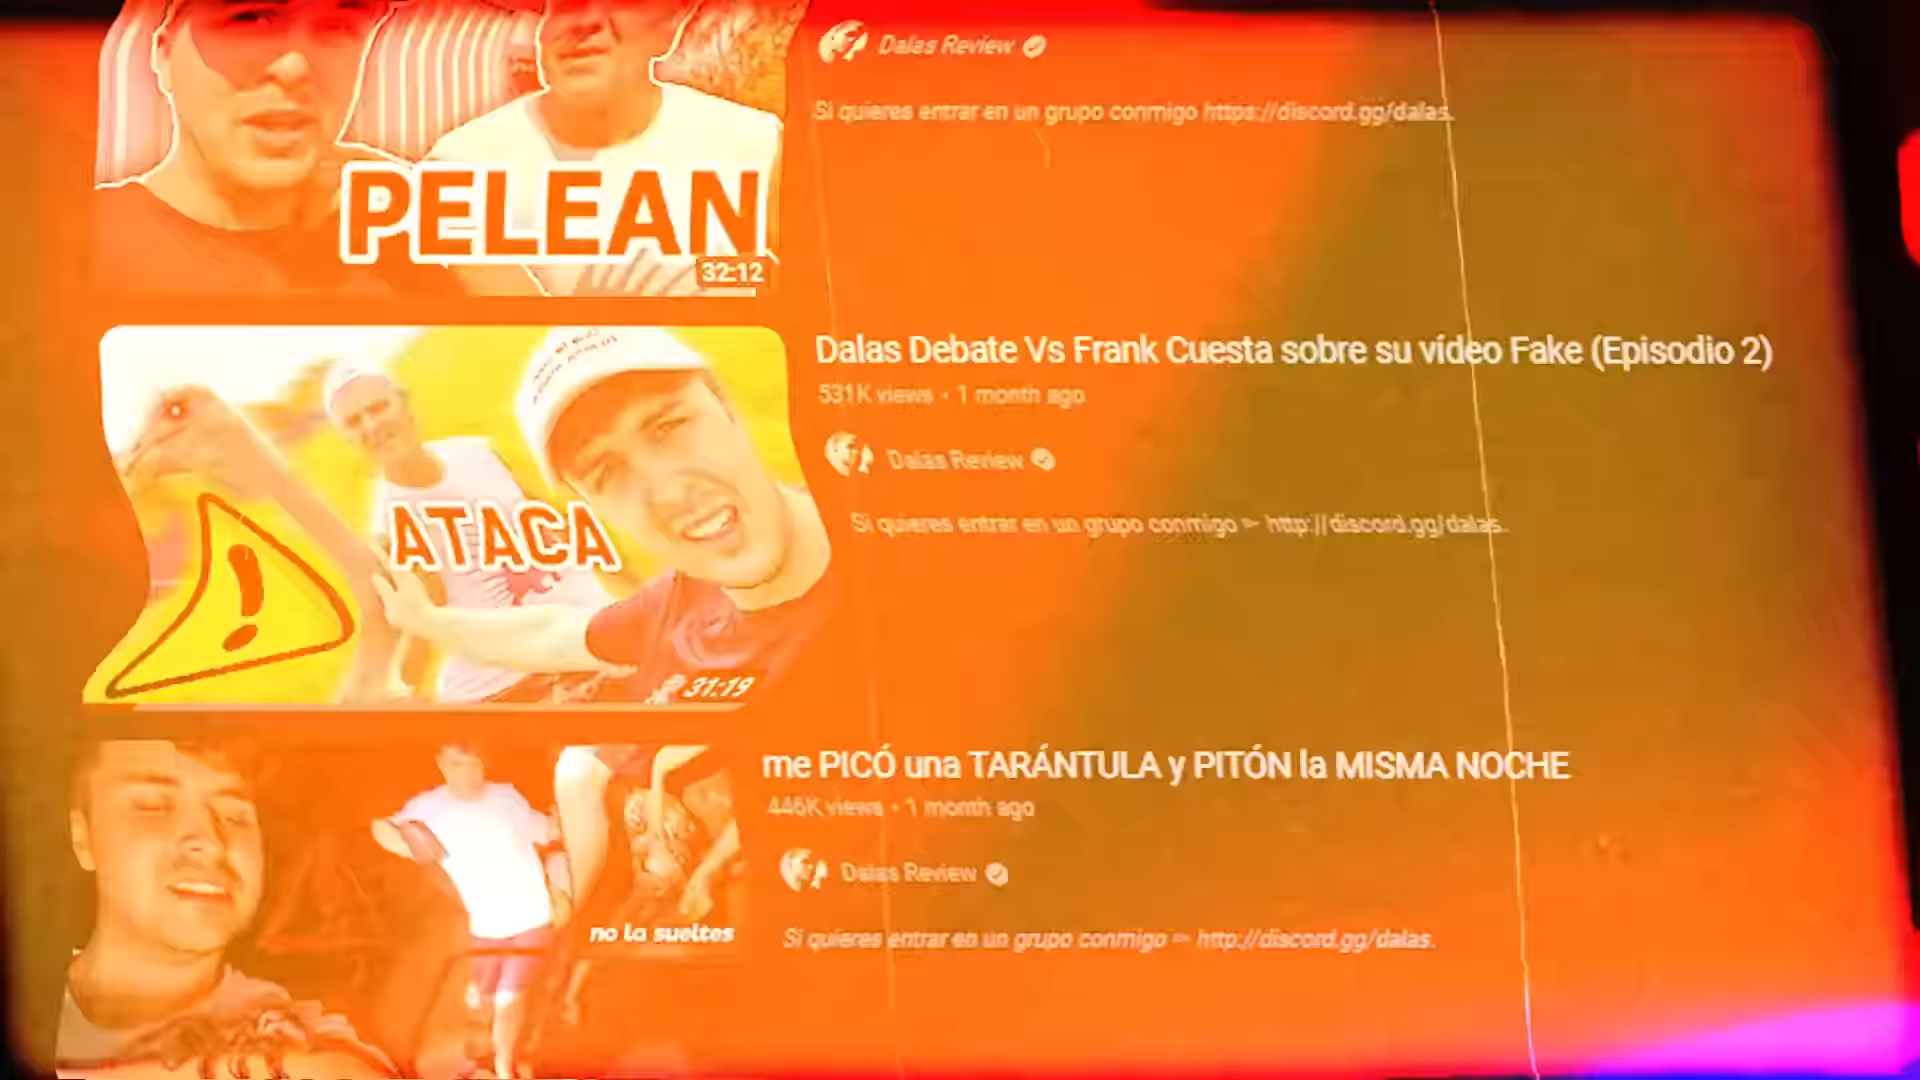 PELEAN
32:12
Dalas Review
Si quieres entrar en un grupo conmigo https://discord.gg/dalas.
ATACA
31:19
Dalas Debate Vs Frank Cuesta sobre su vídeo Fake (Episodio 2)
531K views • 1 month ago
Dalas Review
Si quieres entrar en un grupo conmigo ➳ http://discord.gg/dalas.
no la sueltes
me PICÓ una TARÁNTULA y PITÓN la MISMA NOCHE
446K views • 1 month ago
Dalas Review
Si quieres entrar en un grupo conmigo ➳ http://discord.gg/dalas.